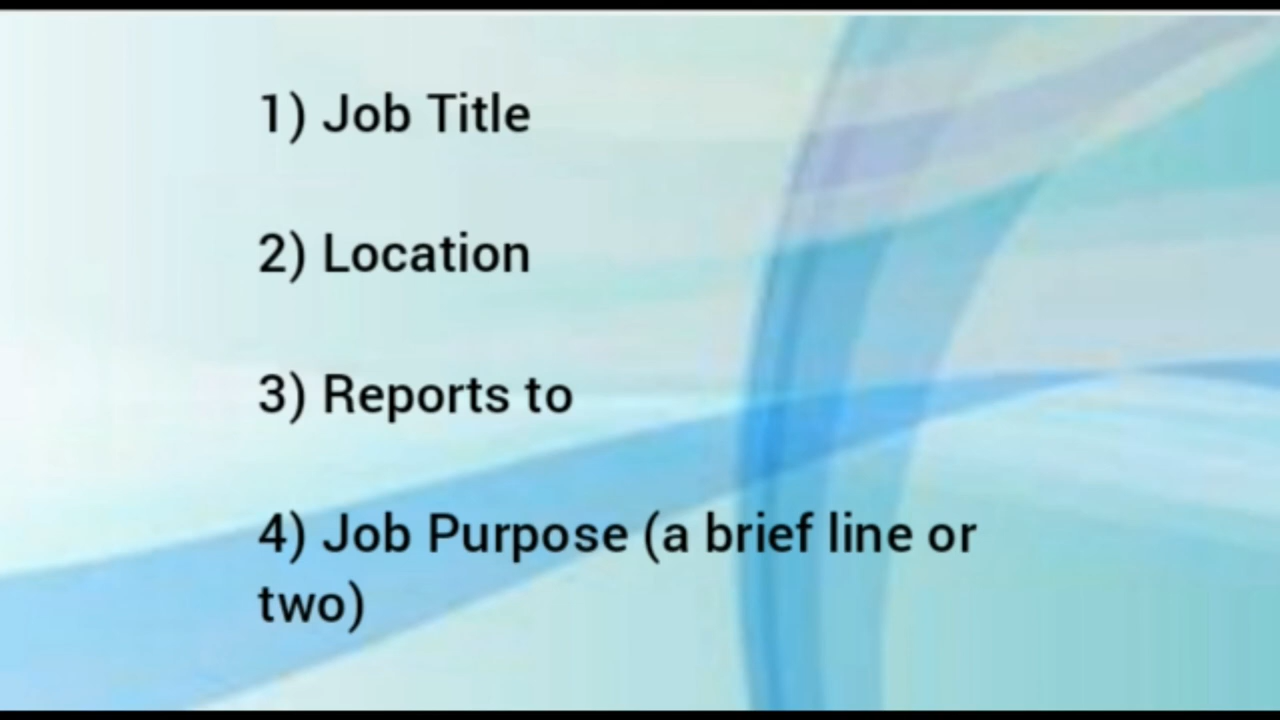 1) Job Title
2) Location
3) Reports to
4) Job Purpose (a brief line or
two)